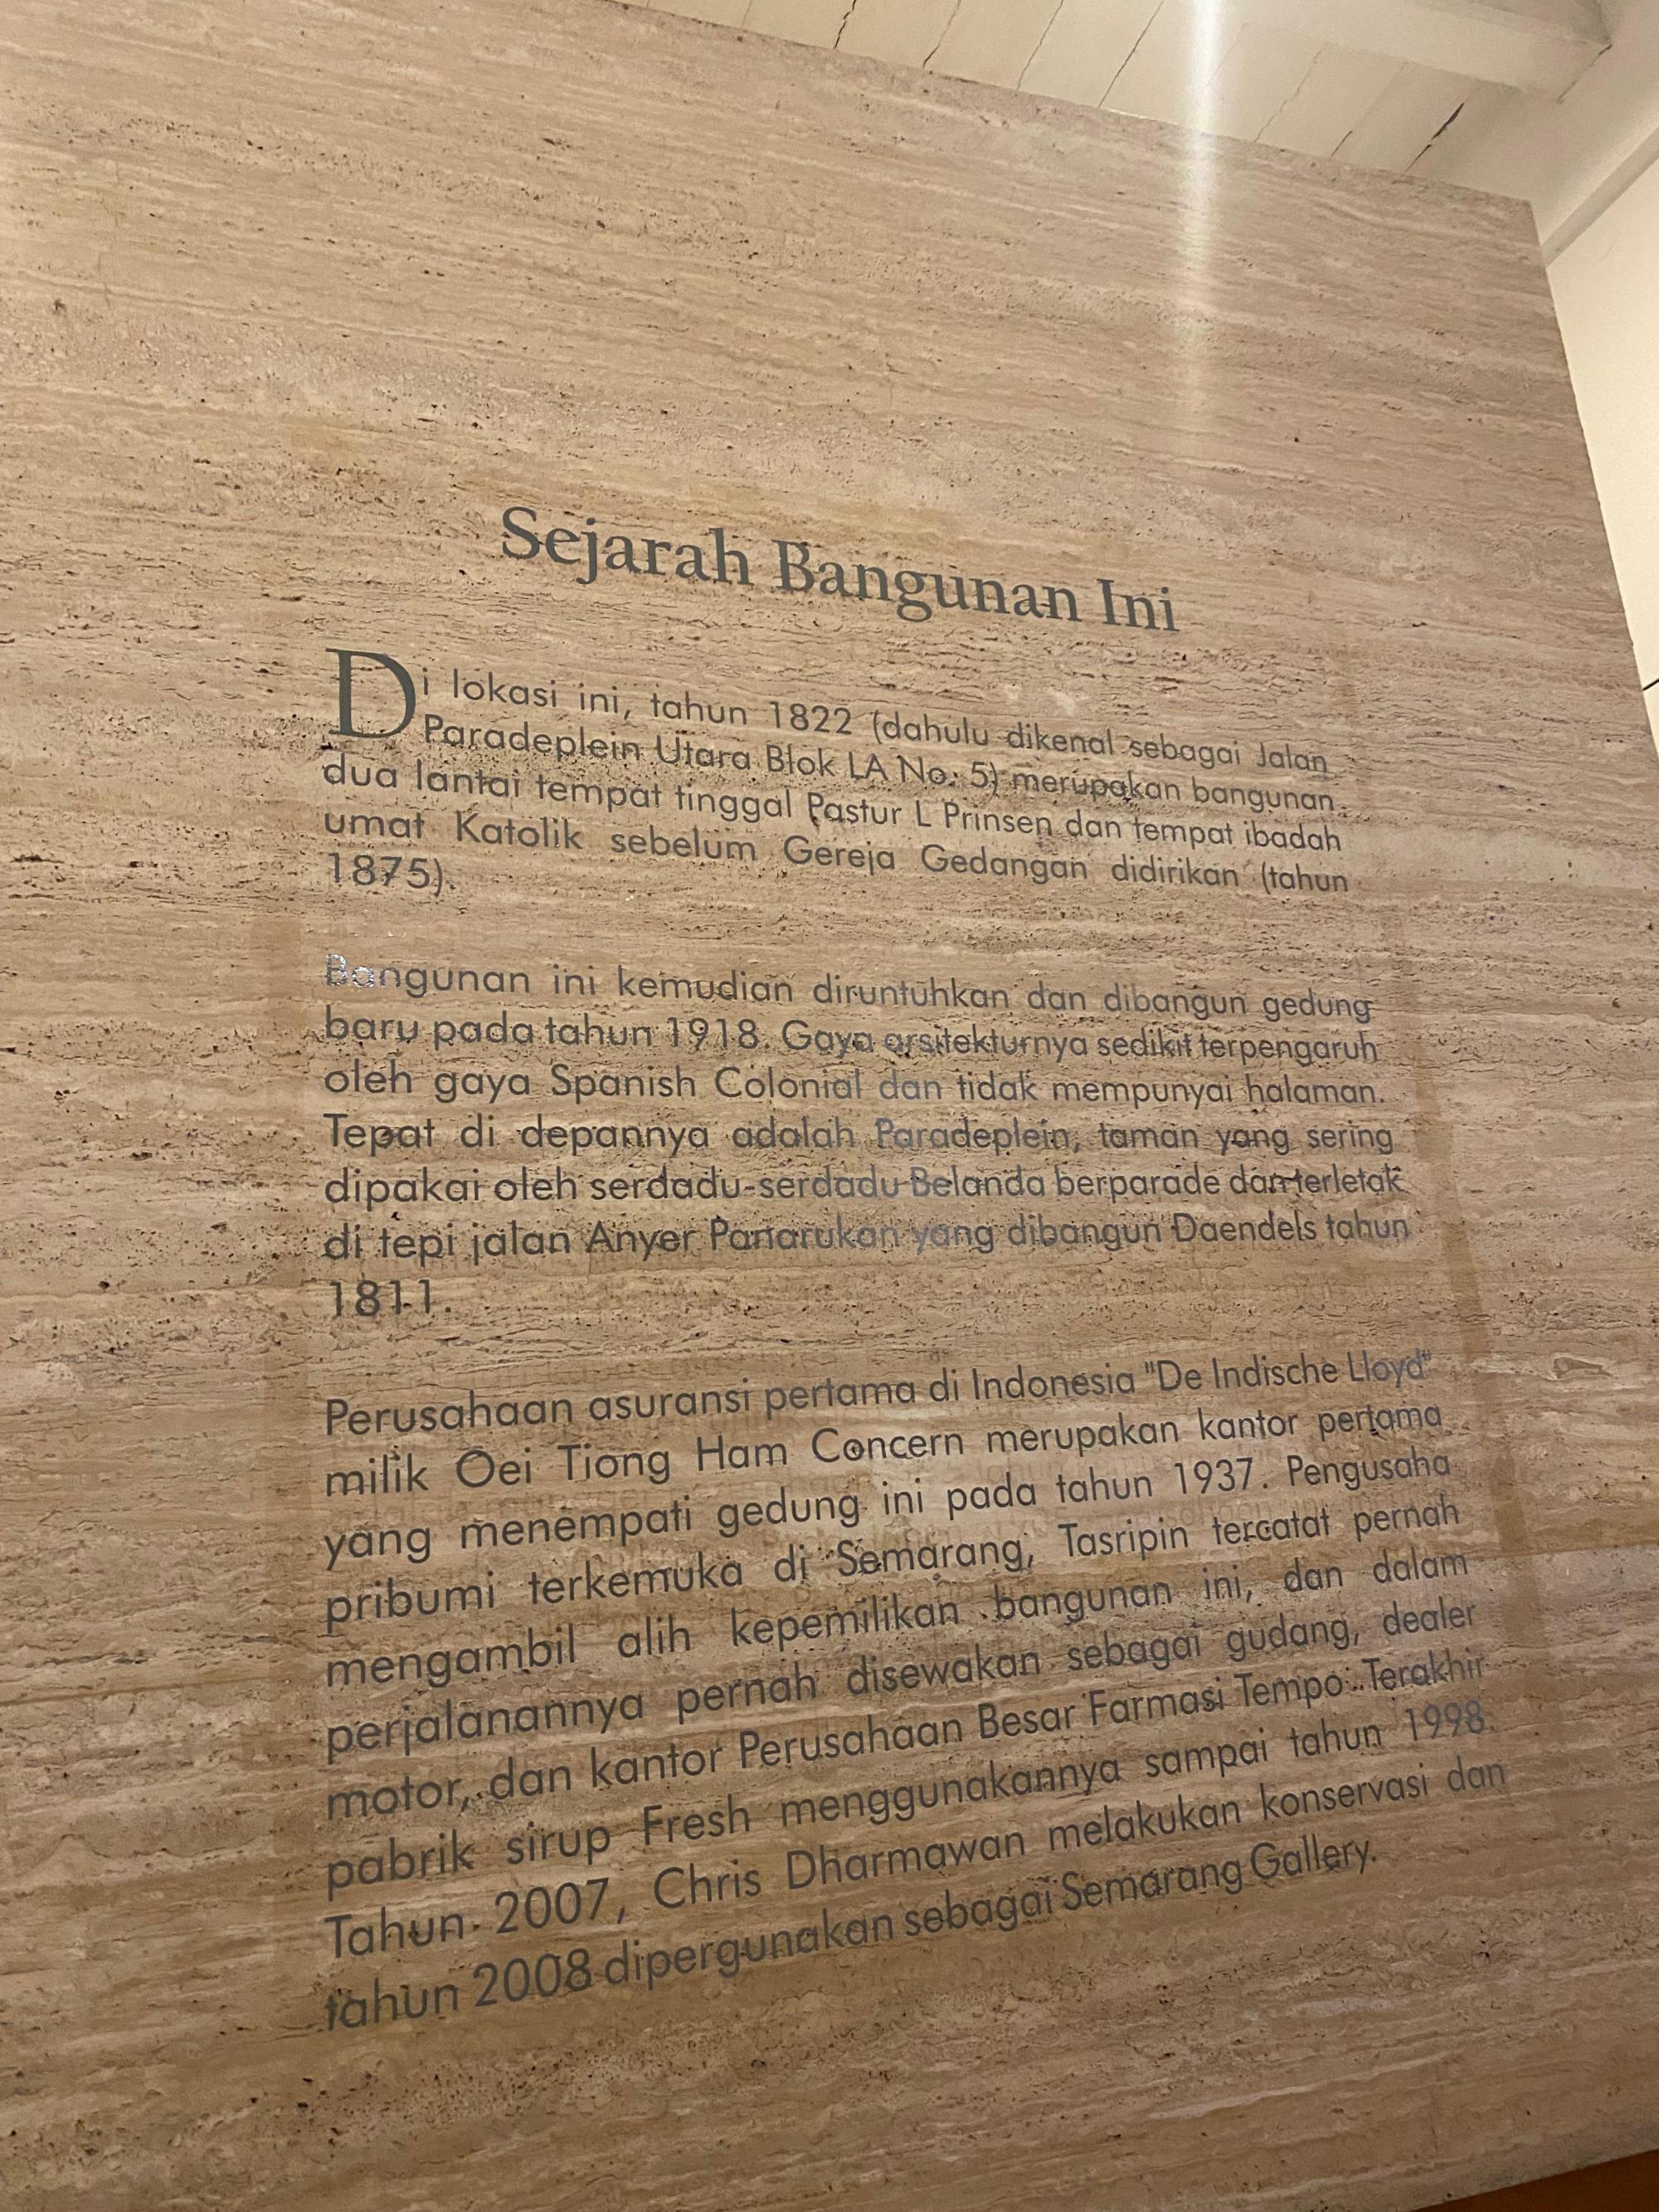 Sejarah Bangunan Ini
Di lokasi ini, tahun 1822 (dahulu dikenal sebagai Jalan
Paradeplein Utara Blok LA No. 5) merupakan bangunan
dua lantai tempat tinggal Pastur L Prinsen dan tempat ibadah
umat Katolik sebelum Gereja Gedangan didirikan (tahun
1875).
Bangunan ini kemudian diruntuhkan dan dibangun gedung
baru pada tahun 1918. Gaya arsitekturnya sedikit terpengaruh
oleh gaya Spanish Colonial dan tidak mempunyai halaman.
Tepat di depannya adalah Paradeplein, taman yang sering
dipakai oleh serdadu-serdadu Belanda berparade dan terletak
di tepi jalan Anyer Panarukan yang dibangun Daendels tahun
1811.
Perusahaan asuransi pertama di Indonesia "De Indische Lloyd"
milik Oei Tiong Ham Concern merupakan kantor pertama
yang menempati gedung ini pada tahun 1937. Pengusaha
pribumi terkemuka di Semarang, Tasripin tercatat pernah
mengambil alih kepemilikan bangunan ini, dan dalam
perjalanannya pernah disewakan sebagai gudang, dealer
motor, dan kantor Perusahaan Besar Farmasi Tempo. Terakhir
pabrik sirup Fresh menggunakannya sampai tahun 1998.
Tahun 2007, Chris Dharmawan melakukan konservasi dan
tahun 2008 dipergunakan sebagai Semarang Gallery.